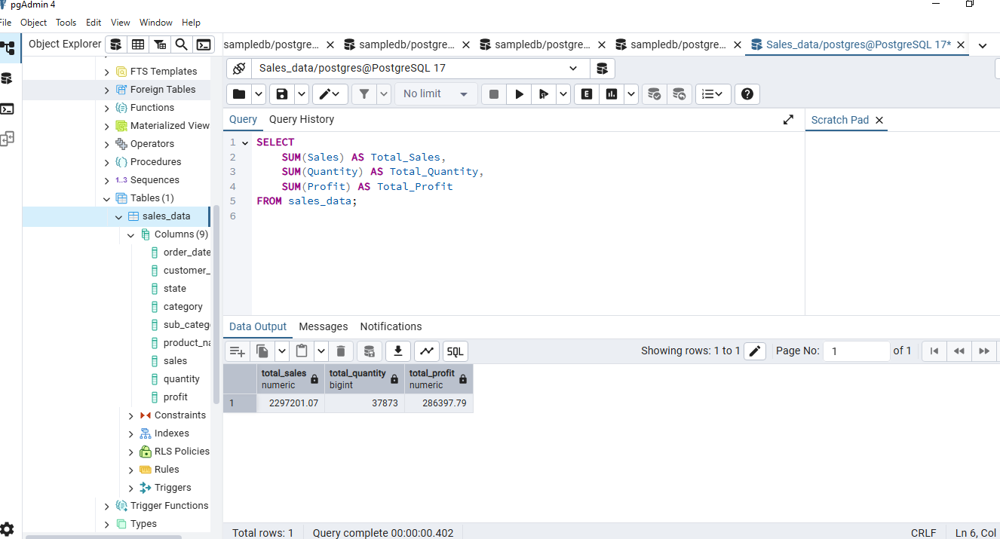 pgAdmin 4
File Object Tools Edit View Window Help
Object Explorer
sampledb/postgre... sampledb/postgre... sampledb/postgre... sampledb/postgre... Sales_data/postgres@PostgreSQL 17*
Sales_data/postgres@PostgreSQL 17
No limit
E
Query Query History
Scratch Pad
1 SELECT
2 SUM(Sales) AS Total_Sales,
3 SUM(Quantity) AS Total_Quantity,
4 SUM(Profit) AS Total_Profit
5 FROM sales_data;
6
FTS Templates
Foreign Tables
Functions
Materialized View
Operators
Procedures
1..3 Sequences
Tables (1)
sales_data
Columns (9)
order_date
customer_
state
category
sub_categ
product_na
sales
quantity
profit
Constraints
Indexes
RLS Policies
Rules
Triggers
Trigger Functions
Types
Data Output Messages Notifications
SQL
Showing rows: 1 to 1
Page No: 1 of 1
total_sales total_quantity total_profit
numeric bigint numeric
1 2297201.07 37873 286397.79
Total rows: 1 Query complete 00:00:00.402
CRLF Ln 6, Col